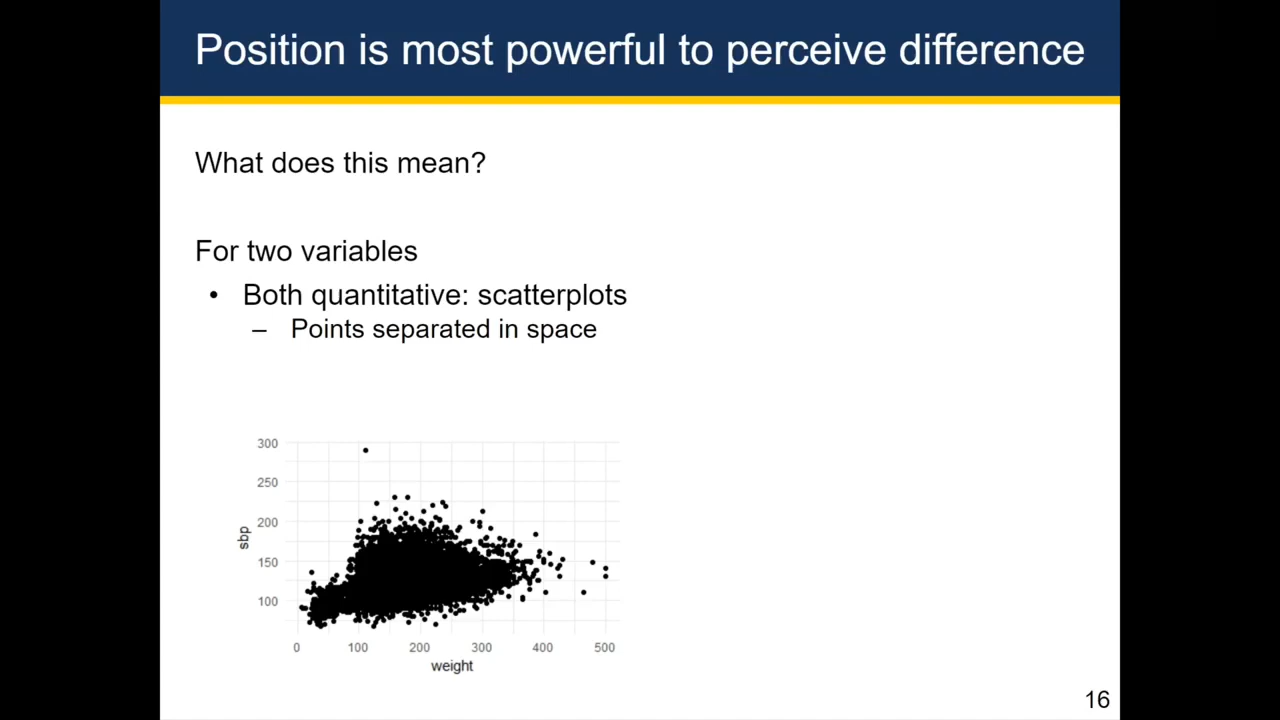 Position is most powerful to perceive difference
What does this mean?
For two variables
• Both quantitative: scatterplots
– Points separated in space
300
250
200
150
100
sbp
0 100 200 300 400 500
weight
16